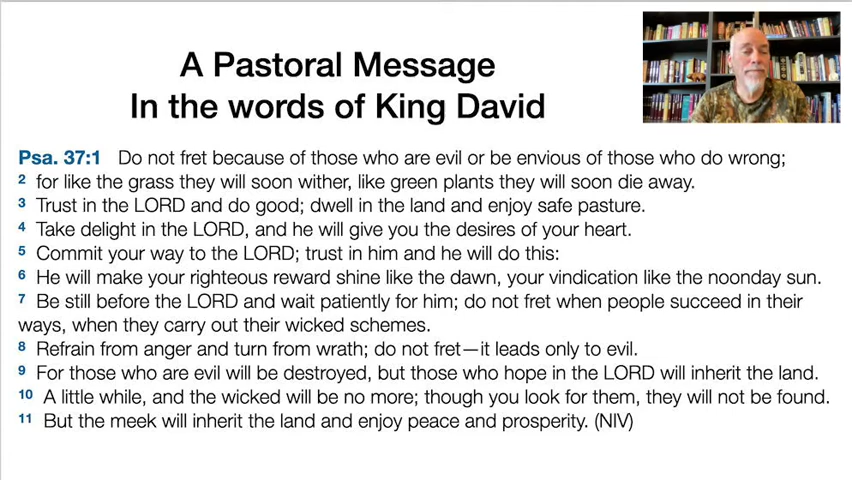 A Pastoral Message
In the words of King David
Psa. 37:1 Do not fret because of those who are evil or be envious of those who do wrong;
2 for like the grass they will soon wither, like green plants they will soon die away.
3 Trust in the LORD and do good; dwell in the land and enjoy safe pasture.
4 Take delight in the LORD, and he will give you the desires of your heart.
5 Commit your way to the LORD; trust in him and he will do this:
6 He will make your righteous reward shine like the dawn, your vindication like the noonday sun.
7 Be still before the LORD and wait patiently for him; do not fret when people succeed in their
ways, when they carry out their wicked schemes.
8 Refrain from anger and turn from wrath; do not fret—it leads only to evil.
9 For those who are evil will be destroyed, but those who hope in the LORD will inherit the land.
10 A little while, and the wicked will be no more; though you look for them, they will not be found.
11 But the meek will inherit the land and enjoy peace and prosperity. (NIV)